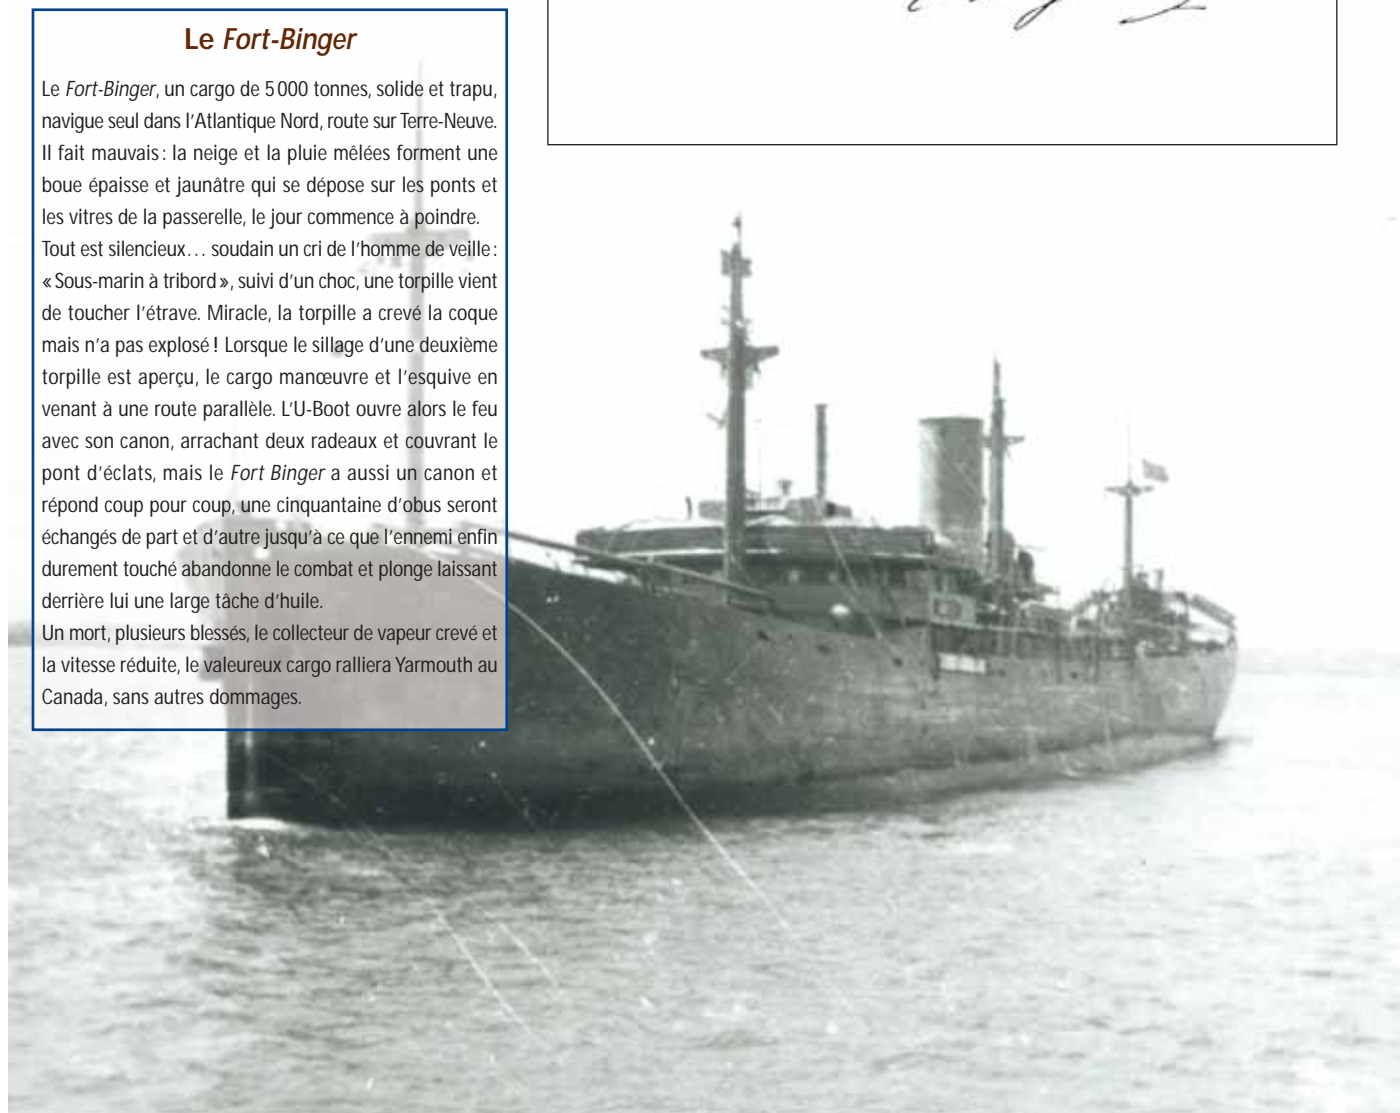 Le Fort-Binger
Le Fort-Binger, un cargo de 5 000 tonnes, solide et trapu,
navigue seul dans l'Atlantique Nord, route sur Terre-Neuve.
Il fait mauvais : la neige et la pluie mêlées forment une
boue épaisse et jaunâtre qui se dépose sur les ponts et
les vitres de la passerelle, le jour commence à poindre.
Tout est silencieux… soudain un cri de l'homme de veille :
« Sous-marin à tribord », suivi d'un choc, une torpille vient
de toucher l'étrave. Miracle, la torpille a crevé la coque
mais n'a pas explosé ! Lorsque le sillage d'une deuxième
torpille est aperçu, le cargo manœuvre et l'esquive en
venant à une route parallèle. L'U-Boot ouvre alors le feu
avec son canon, arrachant deux radeaux et couvrant le
pont d'éclats, mais le Fort Binger a aussi un canon et
répond coup pour coup, une cinquantaine d'obus seront
échangés de part et d'autre jusqu'à ce que l'ennemi enfin
durement touché abandonne le combat et plonge laissant
derrière lui une large tâche d'huile.
Un mort, plusieurs blessés, le collecteur de vapeur crevé et
la vitesse réduite, le valeureux cargo ralliera Yarmouth au
Canada, sans autres dommages.